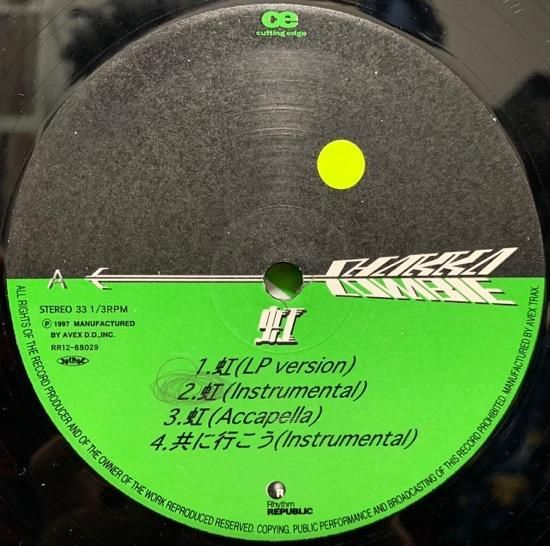 ce
cutting edge
A
SHAKKA
ZOMBIE
STEREO 33 1/3RPM
Ⓟ 1997 MANUFACTURED
BY AVEX D.D.,INC.
RR12-88029
虹
1.虹(LP version)
2.虹(Instrumental)
3.虹(Accapella)
4.共に行こう(Instrumental)
Rhythm
REPUBLIC
ALL RIGHTS OF THE RECORD PRODUCER AND OF THE OWNER OF THE WORK REPRODUCED RESERVED. COPYING. PUBLIC PERFORMANCE AND BROADCASTING OF THIS RECORD PROHIBITED. MANUFACTURED BY AVEX TRAX.